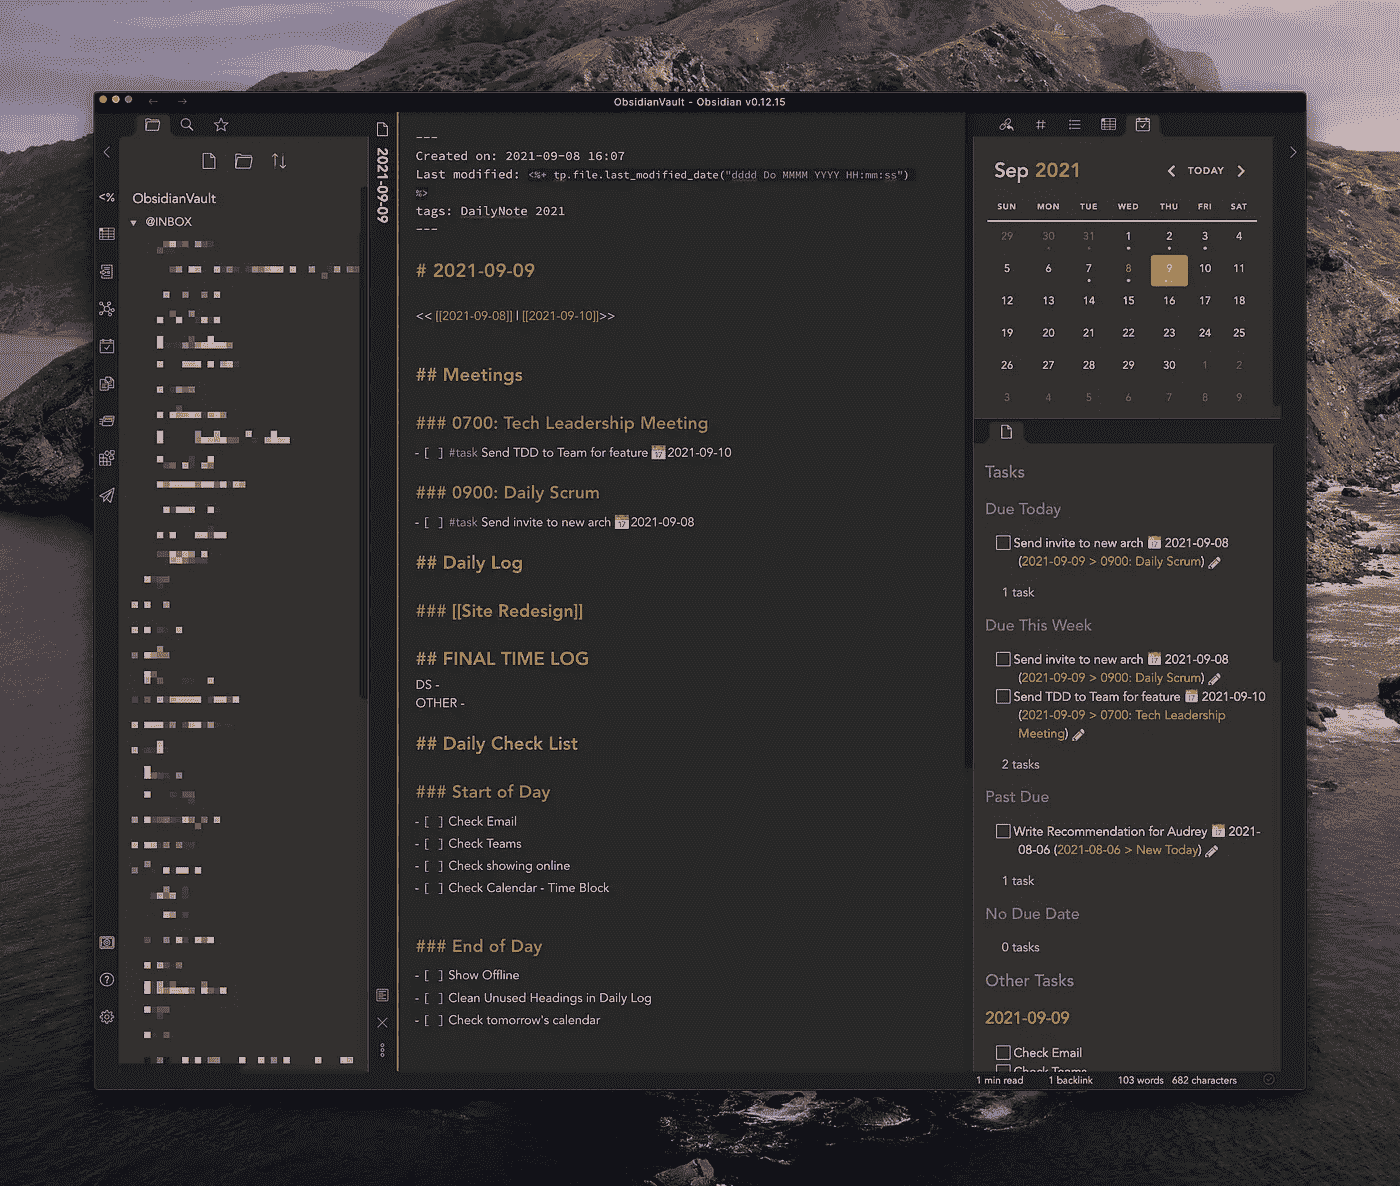 ObsidianVault - Obsidian v0.12.15
<%
ObsidianVault
@INBOX
2021-09-09
---
Created on: 2021-09-08 16:07
Last modified: <%+ tp.file.last_modified_date("dddd Do MMMM YYYY HH:mm:ss")
%>
tags: DailyNote 2021
---
# 2021-09-09
<< [[2021-09-08]] | [[2021-09-10]]>>
## Meetings
### 0700: Tech Leadership Meeting
- [ ] #task Send TDD to Team for feature 📅 2021-09-10
### 0900: Daily Scrum
- [ ] #task Send invite to new arch 📅 2021-09-08
## Daily Log
### [[Site Redesign]]
## FINAL TIME LOG
DS -
OTHER -
## Daily Check List
### Start of Day
- [ ] Check Email
- [ ] Check Teams
- [ ] Check showing online
- [ ] Check Calendar - Time Block
### End of Day
- [ ] Show Offline
- [ ] Clean Unused Headings in Daily Log
- [ ] Check tomorrow's calendar
Sep 2021
TODAY
SUN MON TUE WED THU FRI SAT
29 30 31 1 2 3 4
5 6 7 8 9 10 11
12 13 14 15 16 17 18
19 20 21 22 23 24 25
26 27 28 29 30 1 2
3 4 5 6 7 8 9
Tasks
Due Today
Send invite to new arch 📅 2021-09-08
(2021-09-09 > 0900: Daily Scrum)
1 task
Due This Week
Send invite to new arch 📅 2021-09-08
(2021-09-09 > 0900: Daily Scrum)
Send TDD to Team for feature 📅 2021-09-10
(2021-09-09 > 0700: Tech Leadership
Meeting)
2 tasks
Past Due
Write Recommendation for Audrey 📅 2021-
08-06 (2021-08-06 > New Today)
1 task
No Due Date
0 tasks
Other Tasks
2021-09-09
Check Email
Check Teams
1 min read 1 backlink 103 words 682 characters